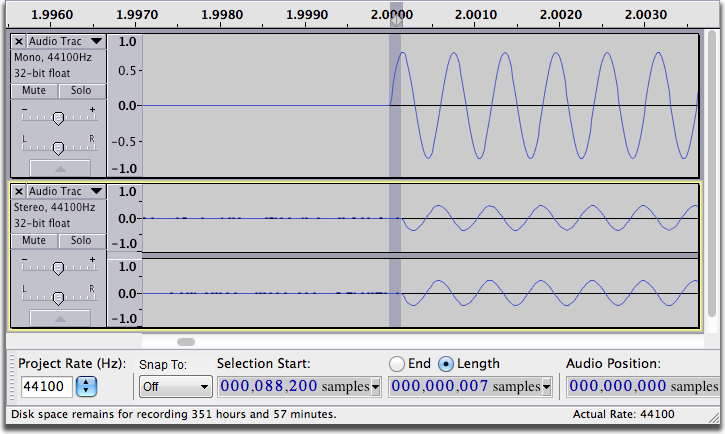 1.9960 1.9970 1.9980 1.9990 2.0000 2.0010 2.0020 2.0030
× Audio Trac ▼
Mono, 44100Hz
32-bit float
Mute Solo
- +
L R
1.0
0.5
0.0
-0.5
-1.0
× Audio Trac ▼
Stereo, 44100Hz
32-bit float
Mute Solo
- +
L R
1.0
0.0
-1.0
1.0
0.0
-1.0
Project Rate (Hz): Snap To: Selection Start: End Length Audio Position:
44100 Off 000,088,200 samples 000,000,007 samples 000,000,000 samples
Disk space remains for recording 351 hours and 57 minutes. Actual Rate: 44100